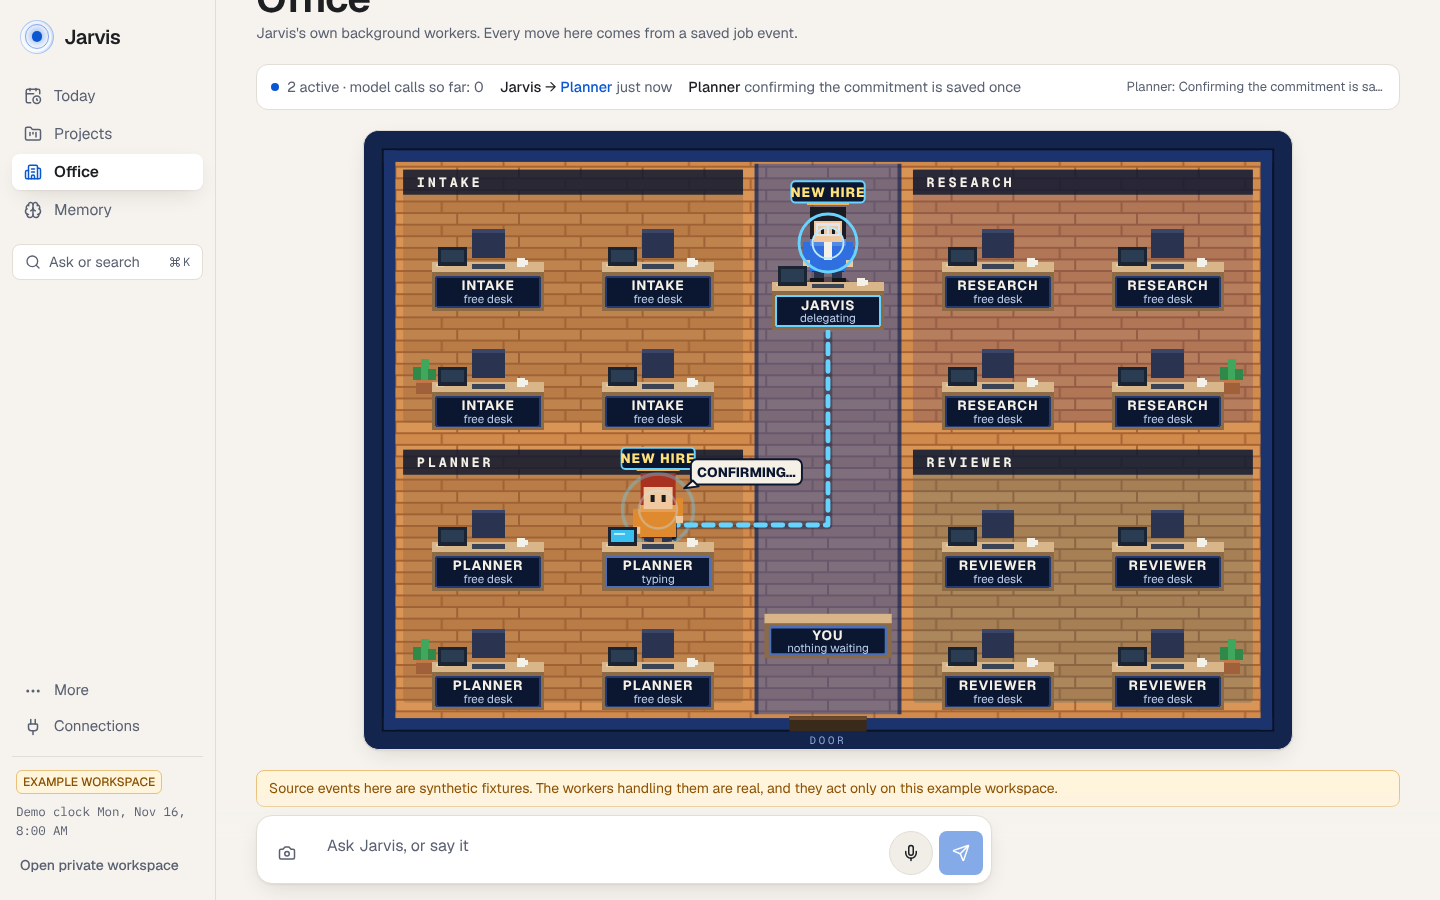 Jarvis
Today
Projects
Office
Memory
Ask or search ⌘K
More
Connections
EXAMPLE WORKSPACE
Demo clock Mon, Nov 16,
8:00 AM
Open private workspace
Office
Jarvis's own background workers. Every move here comes from a saved job event.
2 active · model calls so far: 0 Jarvis → Planner just now Planner confirming the commitment is saved once Planner: Confirming the commitment is sa…
INTAKE
INTAKE
free desk
INTAKE
free desk
INTAKE
free desk
INTAKE
free desk
NEW HIRE
JARVIS
delegating
RESEARCH
RESEARCH
free desk
RESEARCH
free desk
RESEARCH
free desk
RESEARCH
free desk
PLANNER
NEW HIRE
CONFIRMING...
PLANNER
free desk
PLANNER
typing
PLANNER
free desk
PLANNER
free desk
YOU
nothing waiting
REVIEWER
REVIEWER
free desk
REVIEWER
free desk
REVIEWER
free desk
REVIEWER
free desk
DOOR
Source events here are synthetic fixtures. The workers handling them are real, and they act only on this example workspace.
Ask Jarvis, or say it